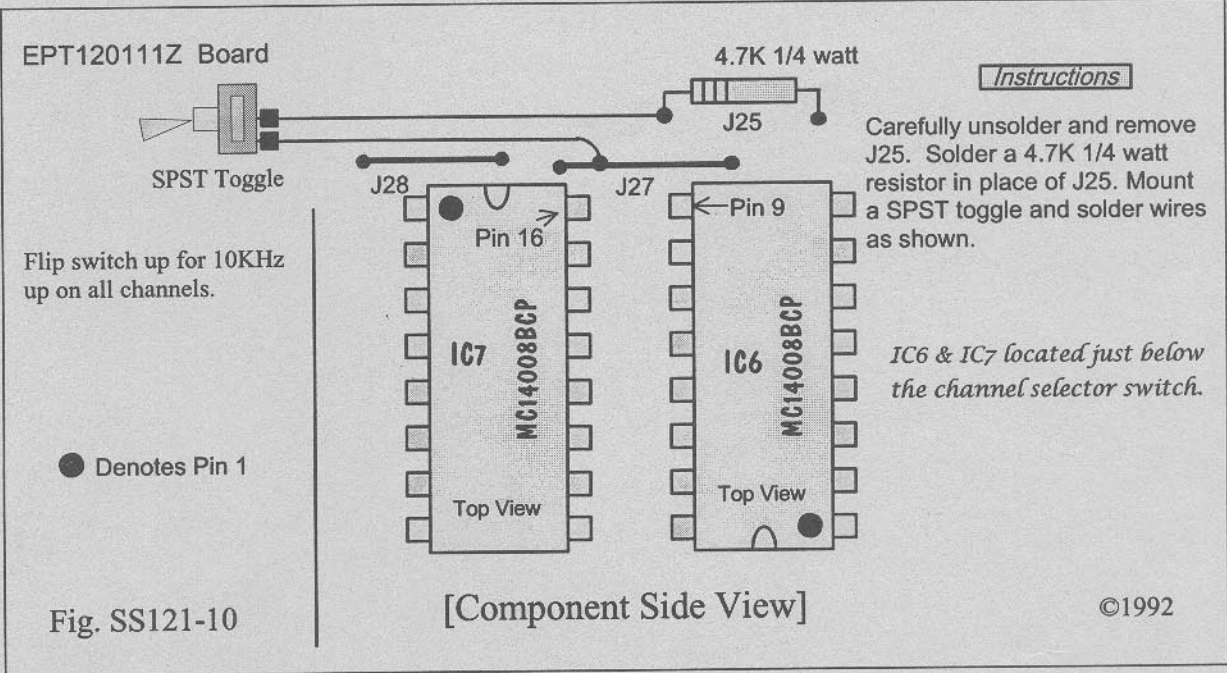 EPT120111Z Board
4.7K 1/4 watt
J25
SPST Toggle
J28
J27
Instructions
Carefully unsolder and remove
J25. Solder a 4.7K 1/4 watt
resistor in place of J25. Mount
a SPST toggle and solder wires
as shown.
Pin 16
Pin 9
Flip switch up for 10KHz
up on all channels.
IC7
MC14008BCP
IC6
MC14008BCP
IC6 & IC7 located just below
the channel selector switch.
Denotes Pin 1
Top View
Top View
Fig. SS121-10
[Component Side View]
©1992